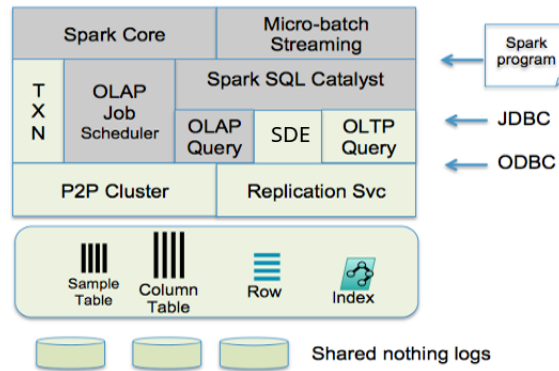 Spark Core
Micro-batch
Streaming
Spark
program
T
X
N
OLAP
Job
Scheduler
Spark SQL Catalyst
OLAP
Query
SDE
OLTP
Query
JDBC
ODBC
P2P Cluster
Replication Svc
Sample
Table
Column
Table
Row
Index
Shared nothing logs